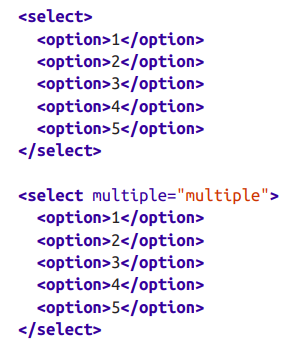 <select>
  <option>1</option>
  <option>2</option>
  <option>3</option>
  <option>4</option>
  <option>5</option>
</select>

<select multiple="multiple">
  <option>1</option>
  <option>2</option>
  <option>3</option>
  <option>4</option>
  <option>5</option>
</select>